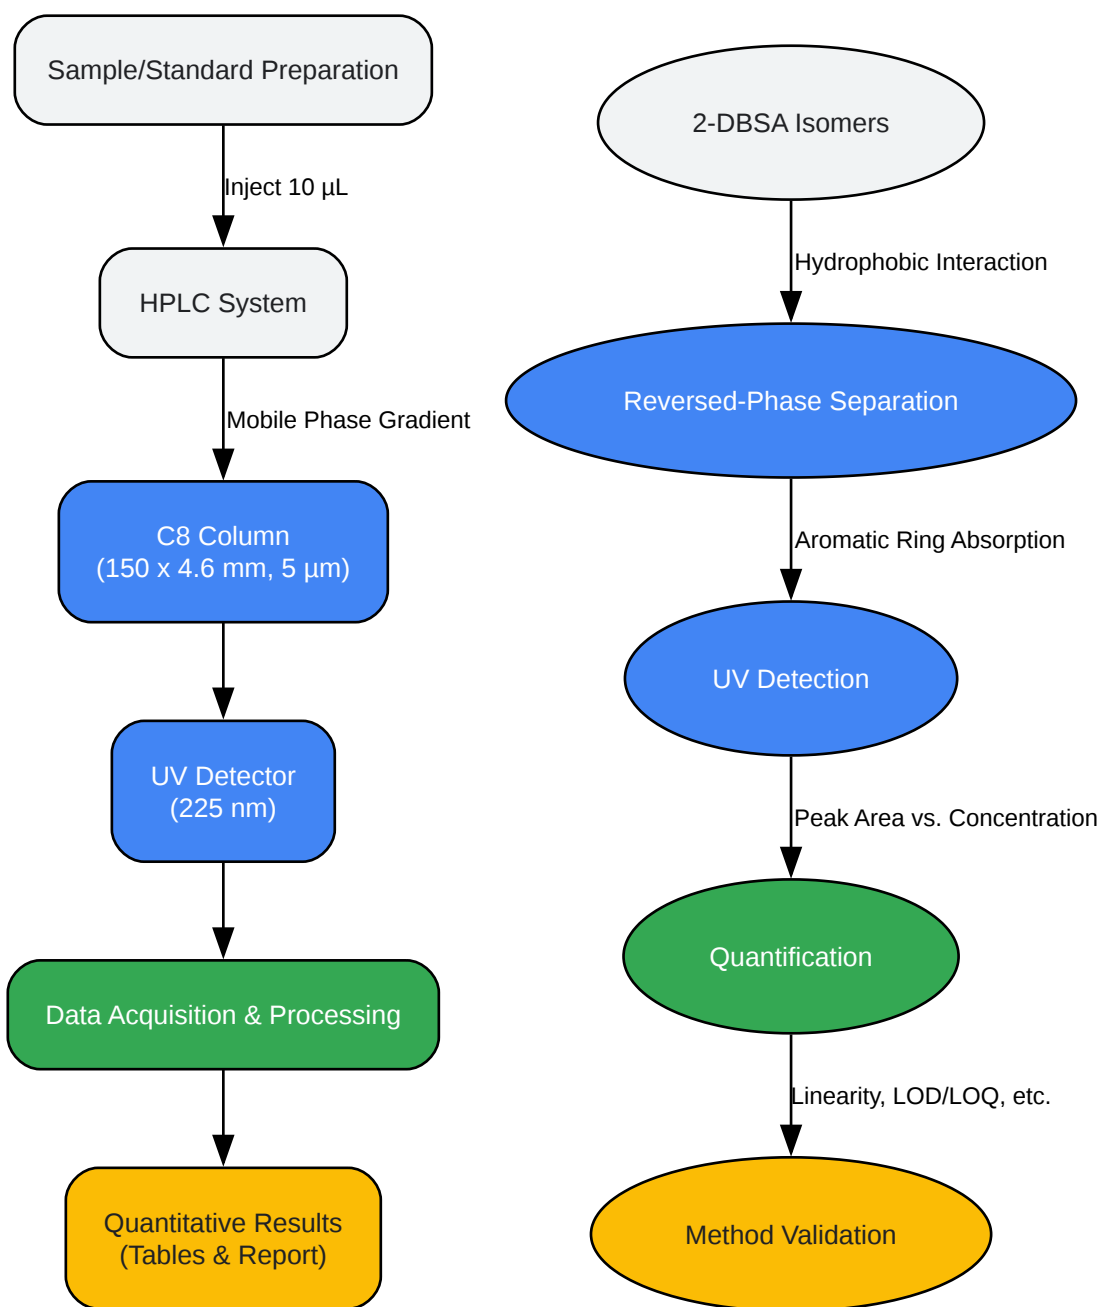 Sample/Standard Preparation
Inject 10 µL
HPLC System
Mobile Phase Gradient
C8 Column
(150 x 4.6 mm, 5 µm)
UV Detector
(225 nm)
Data Acquisition & Processing
Quantitative Results
(Tables & Report)
2-DBSA Isomers
Hydrophobic Interaction
Reversed-Phase Separation
Aromatic Ring Absorption
UV Detection
Peak Area vs. Concentration
Quantification
Linearity, LOD/LOQ, etc.
Method Validation